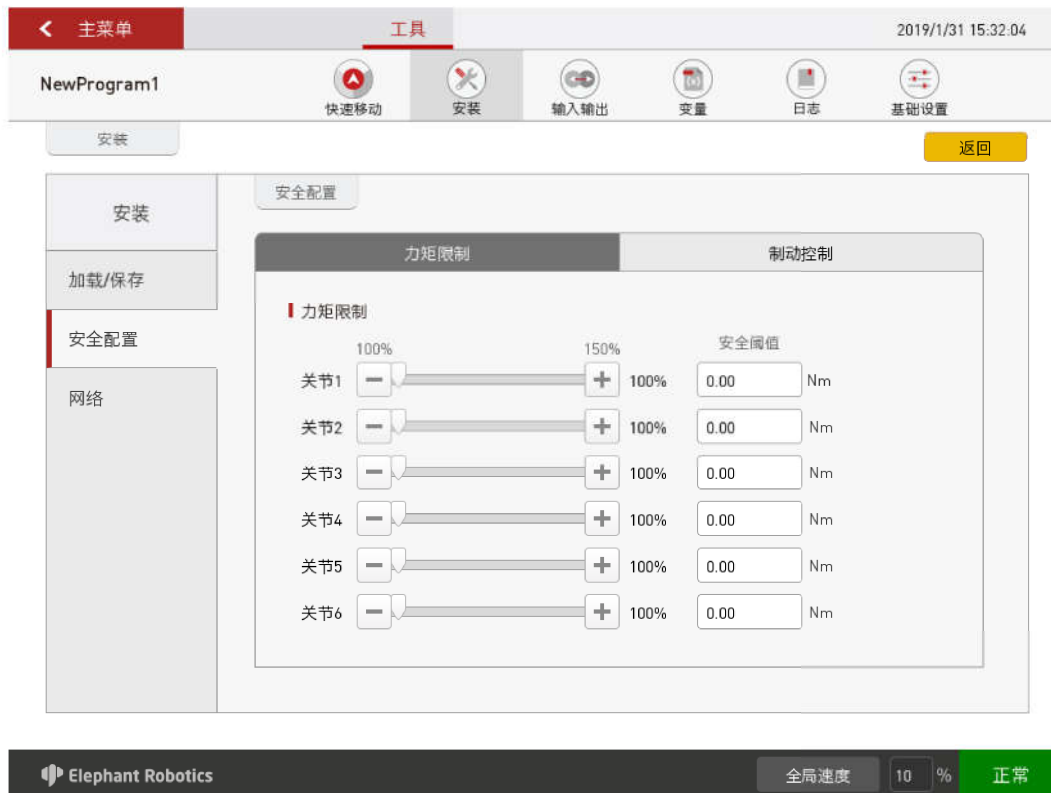 主菜单
工具
2019/1/31 15:32:04
NewProgram1
快速移动
安装
输入输出
变量
日志
基础设置
安装
返回
安装
加载/保存
安全配置
网络
安全配置
力矩限制
制动控制
力矩限制
100%
150%
安全阈值
关节1 100% 0.00 Nm
关节2 100% 0.00 Nm
关节3 100% 0.00 Nm
关节4 100% 0.00 Nm
关节5 100% 0.00 Nm
关节6 100% 0.00 Nm
Elephant Robotics
全局速度 10 %
正常